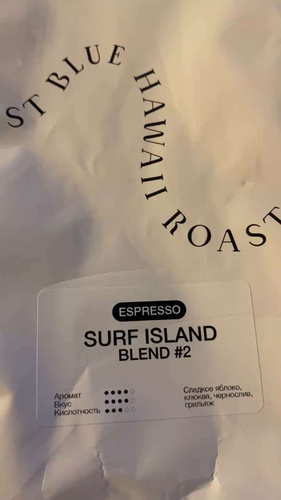 ST BLUE HAWAII ROAST
ESPRESSO
SURF ISLAND
BLEND #2
Аромат ●●●●○
Вкус ●●●●○
Кислотность ●●●○○
Сладкое яблоко,
клюква, чернослив,
грильяж